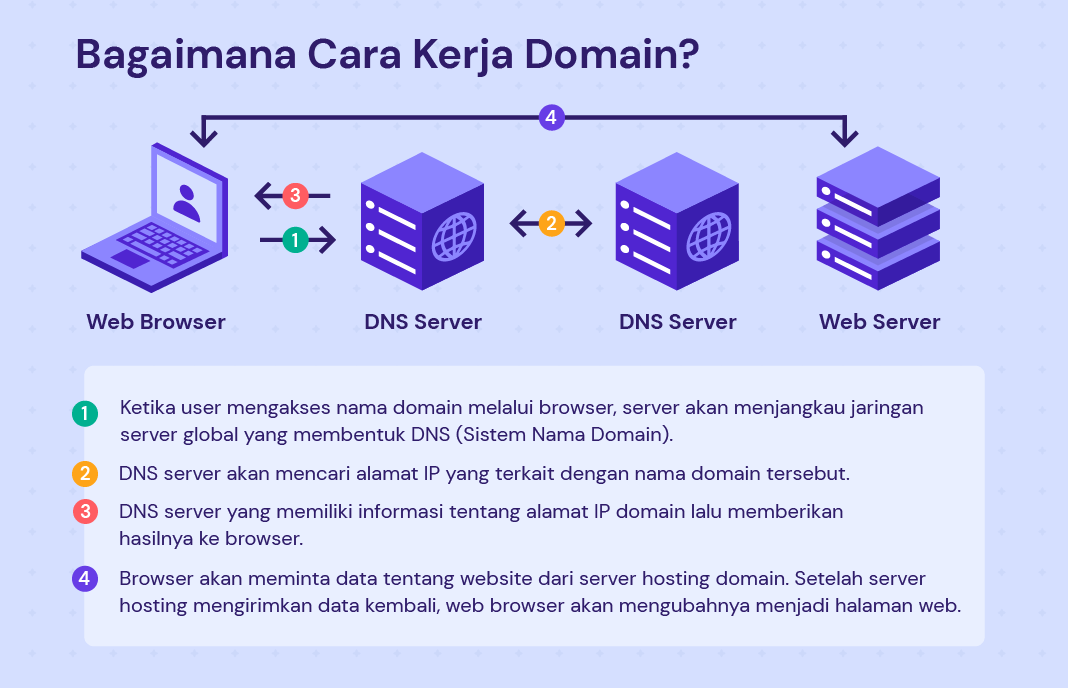 Bagaimana Cara Kerja Domain?
4
3
1
2
Web Browser
DNS Server
DNS Server
Web Server
1 Ketika user mengakses nama domain melalui browser, server akan menjangkau jaringan
server global yang membentuk DNS (Sistem Nama Domain).
2 DNS server akan mencari alamat IP yang terkait dengan nama domain tersebut.
3 DNS server yang memiliki informasi tentang alamat IP domain lalu memberikan
hasilnya ke browser.
4 Browser akan meminta data tentang website dari server hosting domain. Setelah server
hosting mengirimkan data kembali, web browser akan mengubahnya menjadi halaman web.